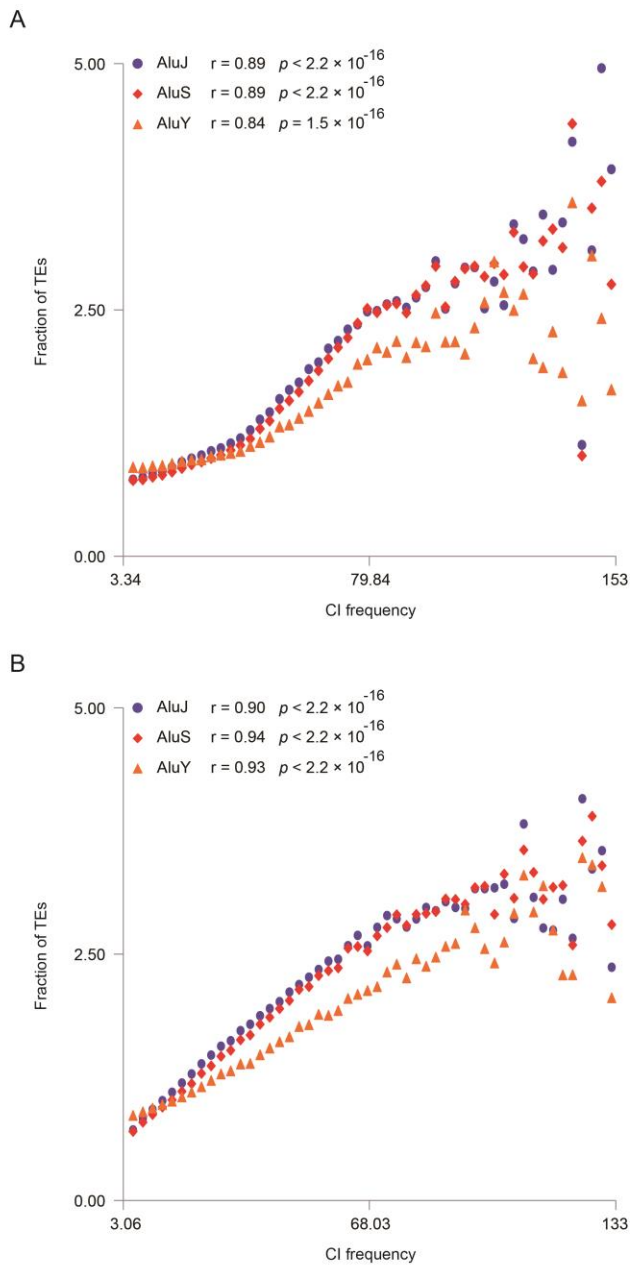 A
5.00
AluJ r = 0.89 p < 2.2 × 10^-16
AluS r = 0.89 p < 2.2 × 10^-16
AluY r = 0.84 p = 1.5 × 10^-16
Fraction of TEs
2.50
0.00
3.34 79.84 153
CI frequency
B
5.00
AluJ r = 0.90 p < 2.2 × 10^-16
AluS r = 0.94 p < 2.2 × 10^-16
AluY r = 0.93 p < 2.2 × 10^-16
Fraction of TEs
2.50
0.00
3.06 68.03 133
CI frequency